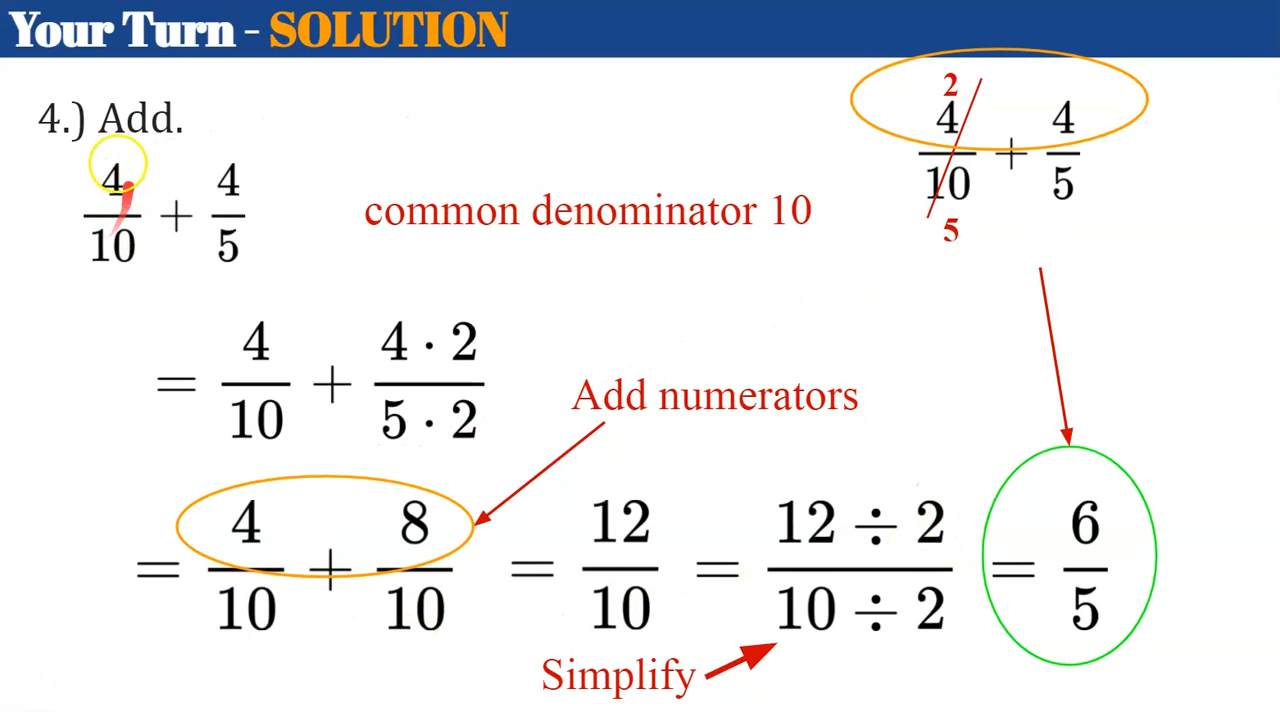 Your Turn - SOLUTION
4.) Add.
4/10 + 4/5
common denominator 10
2
4/10 + 4/5
5
= 4/10 + 4 · 2/5 · 2
Add numerators
= 4/10 + 8/10 = 12/10 = 12 ÷ 2/10 ÷ 2 = 6/5
Simplify